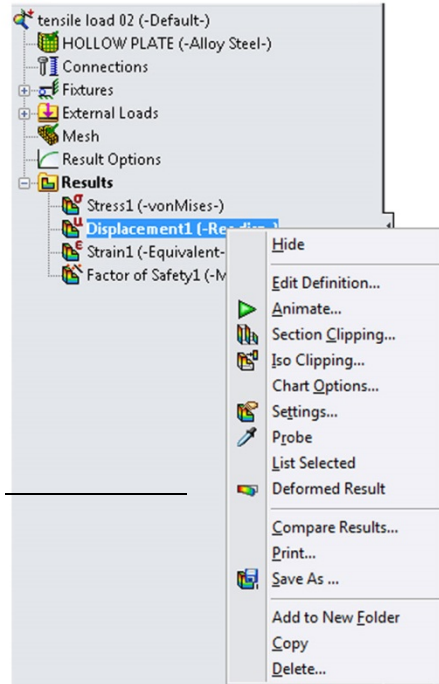 tensile load 02 (-Default-)
HOLLOW PLATE (-Alloy Steel-)
Connections
Fixtures
External Loads
Mesh
Result Options
Results
Stress1 (-vonMises-)
Displacement1 (-Res disp-)
Strain1 (-Equivalent-
Factor of Safety1 (-M
Hide
Edit Definition...
Animate...
Section Clipping...
Iso Clipping...
Chart Options...
Settings...
Probe
List Selected
Deformed Result
Compare Results...
Print...
Save As ...
Add to New Folder
Copy
Delete...